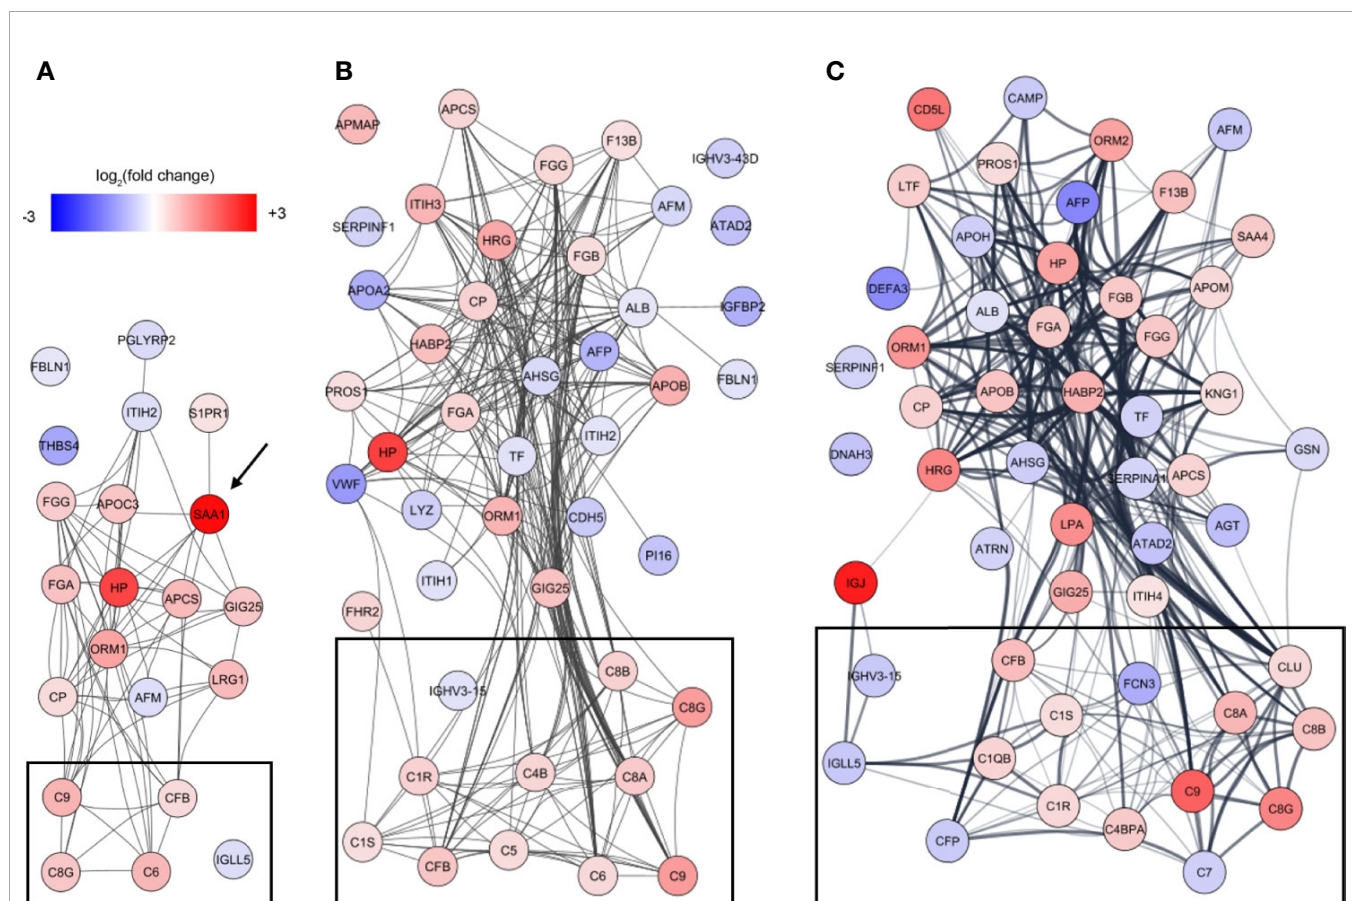 A
B
C
log2(fold change)
-3
+3
PGLYRP2
FBLN1
ITIH2
S1PR1
THBS4
FGG
APOC3
SAA1
FGA
HP
APCS
GIG25
ORM1
LRG1
CP
AFM
C9
CFB
IGLL5
C8G
C6
APCS
APMAP
F13B
IGHV3-43D
FGG
ITIH3
AFM
SERPINF1
ATAD2
HRG
FGB
APOA2
CP
ALB
IGFBP2
HABP2
AFP
AHSG
APOB
FBLN1
PROS1
FGA
ITIH2
HP
TF
VWF
LYZ
ORM1
CDH5
PI16
ITIH1
GIG25
FHR2
C8B
IGHV3-15
C8G
C1R
C4B
C8A
C1S
C5
CFB
C6
C9
CAMP
CD5L
AFM
ORM2
PROS1
LTF
F13B
AFP
APOH
SAA4
HP
DEFA3
APOM
FGB
ALB
FGA
FGG
ORM1
SERPINF1
APOB
HABP2
KNG1
CP
TF
GSN
DNAH3
AHSG
HRG
SERPINA1
APCS
LPA
AGT
ATRN
ATAD2
IGJ
GIG25
ITIH4
CFB
CLU
IGHV3-15
FCN3
C1S
C8A
C8B
IGLL5
C1QB
C9
C1R
C8G
C4BPA
CFP
C7